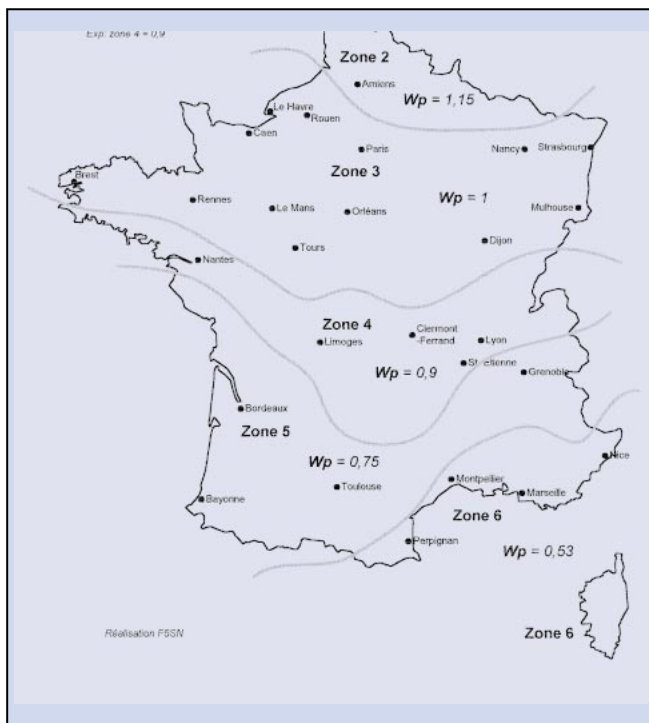 Exp: zone 4 = 0,9
Zone 2
Amiens
Wp = 1,15
Le Havre
Rouen
Caen
Paris
Nancy
Strasbourg
Zone 3
Brest
Rennes
Le Mans
Orléans
Wp = 1
Mulhouse
Tours
Dijon
Nantes
Zone 4
Clermont
-Ferrand
Limoges
Lyon
St-Etienne
Wp = 0,9
Grenoble
Bordeaux
Zone 5
Wp = 0,75
Nice
Toulouse
Montpellier
Marseille
Bayonne
Zone 6
Perpignan
Wp = 0,53
Réalisation F5SN
Zone 6